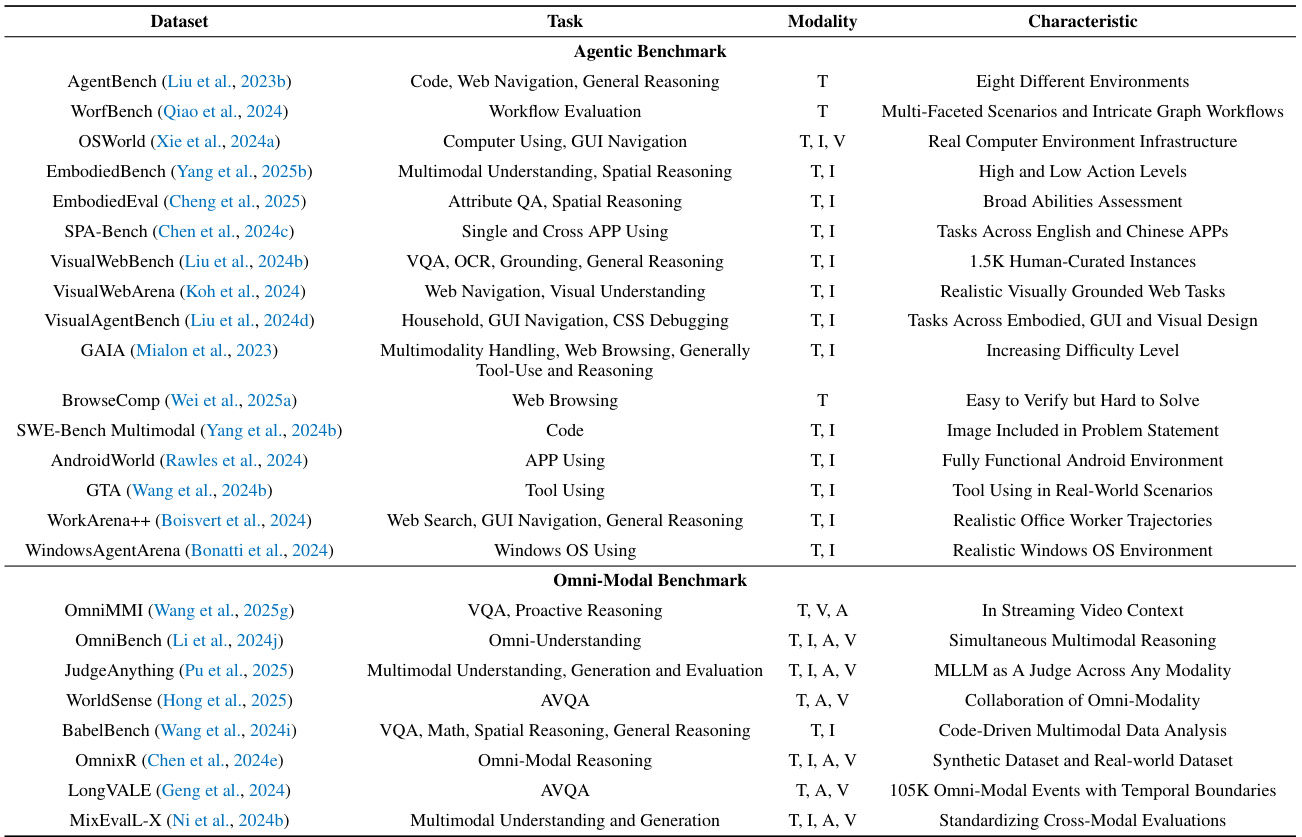 Dataset Task Modality Characteristic
Agentic Benchmark
AgentBench (Liu et al., 2023b) Code, Web Navigation, General Reasoning T Eight Different Environments
WorfBench (Qiao et al., 2024) Workflow Evaluation T Multi-Faceted Scenarios and Intricate Graph Workflows
OSWorld (Xie et al., 2024a) Computer Using, GUI Navigation T, I, V Real Computer Environment Infrastructure
EmbodiedBench (Yang et al., 2025b) Multimodal Understanding, Spatial Reasoning T, I High and Low Action Levels
EmbodiedEval (Cheng et al., 2025) Attribute QA, Spatial Reasoning T, I Broad Abilities Assessment
SPA-Bench (Chen et al., 2024c) Single and Cross APP Using T, I Tasks Across English and Chinese APPs
VisualWebBench (Liu et al., 2024b) VQA, OCR, Grounding, General Reasoning T, I 1.5K Human-Curated Instances
VisualWebArena (Koh et al., 2024) Web Navigation, Visual Understanding T, I Realistic Visually Grounded Web Tasks
VisualAgentBench (Liu et al., 2024d) Household, GUI Navigation, CSS Debugging T, I Tasks Across Embodied, GUI and Visual Design
GAIA (Mialon et al., 2023) Multimodality Handling, Web Browsing, Generally T, I Increasing Difficulty Level
Tool-Use and Reasoning
BrowseComp (Wei et al., 2025a) Web Browsing T Easy to Verify but Hard to Solve
SWE-Bench Multimodal (Yang et al., 2024b) Code T, I Image Included in Problem Statement
AndroidWorld (Rawles et al., 2024) APP Using T, I Fully Functional Android Environment
GTA (Wang et al., 2024b) Tool Using T, I Tool Using in Real-World Scenarios
WorkArena++ (Boisvert et al., 2024) Web Search, GUI Navigation, General Reasoning T, I Realistic Office Worker Trajectories
WindowsAgentArena (Bonatti et al., 2024) Windows OS Using T, I Realistic Windows OS Environment
Omni-Modal Benchmark
OmniMMI (Wang et al., 2025g) VQA, Proactive Reasoning T, V, A In Streaming Video Context
OmniBench (Li et al., 2024j) Omni-Understanding T, I, A, V Simultaneous Multimodal Reasoning
JudgeAnything (Pu et al., 2025) Multimodal Understanding, Generation and Evaluation T, I, A, V MLLM as A Judge Across Any Modality
WorldSense (Hong et al., 2025) AVQA T, A, V Collaboration of Omni-Modality
BabelBench (Wang et al., 2024i) VQA, Math, Spatial Reasoning, General Reasoning T, I Code-Driven Multimodal Data Analysis
OmnixR (Chen et al., 2024e) Omni-Modal Reasoning T, I, A, V Synthetic Dataset and Real-world Dataset
LongVALE (Geng et al., 2024) AVQA T, A, V 105K Omni-Modal Events with Temporal Boundaries
MixEvalL-X (Ni et al., 2024b) Multimodal Understanding and Generation T, I, A, V Standardizing Cross-Modal Evaluations